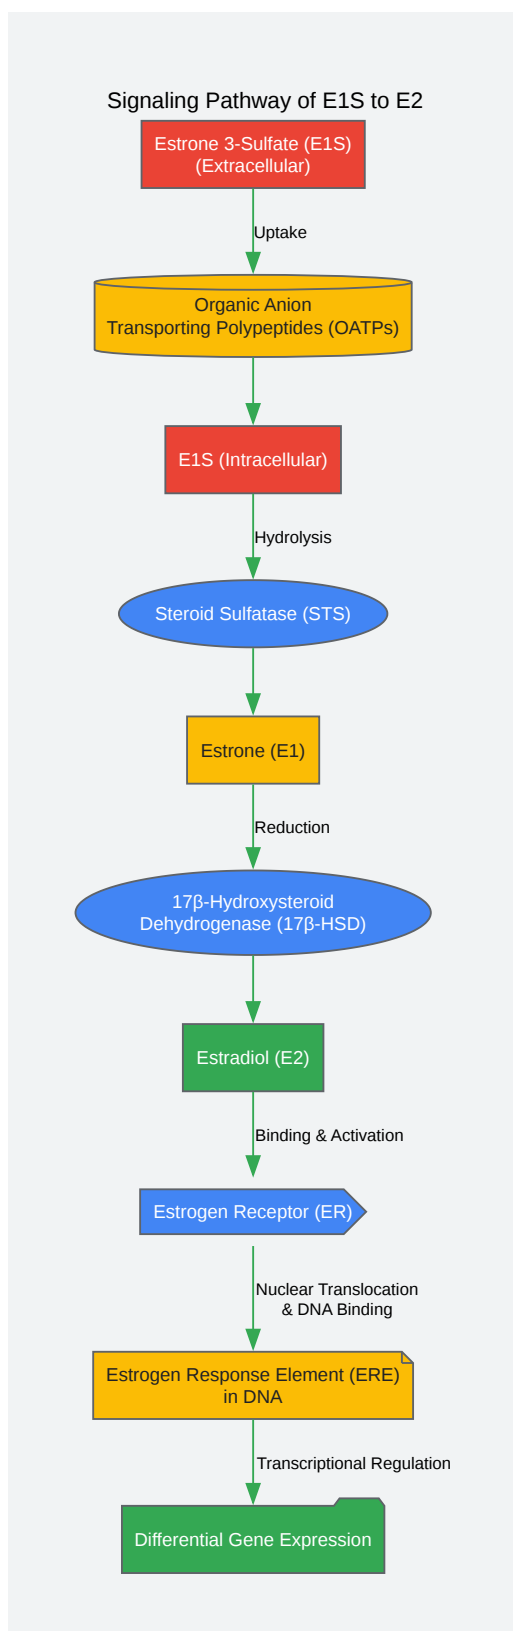 Signaling Pathway of E1S to E2
Estrone 3-Sulfate (E1S)
(Extracellular)
Uptake
Organic Anion
Transporting Polypeptides (OATPs)
E1S (Intracellular)
Hydrolysis
Steroid Sulfatase (STS)
Estrone (E1)
Reduction
17β-Hydroxysteroid
Dehydrogenase (17β-HSD)
Estradiol (E2)
Binding & Activation
Estrogen Receptor (ER)
Nuclear Translocation
& DNA Binding
Estrogen Response Element (ERE)
in DNA
Transcriptional Regulation
Differential Gene Expression